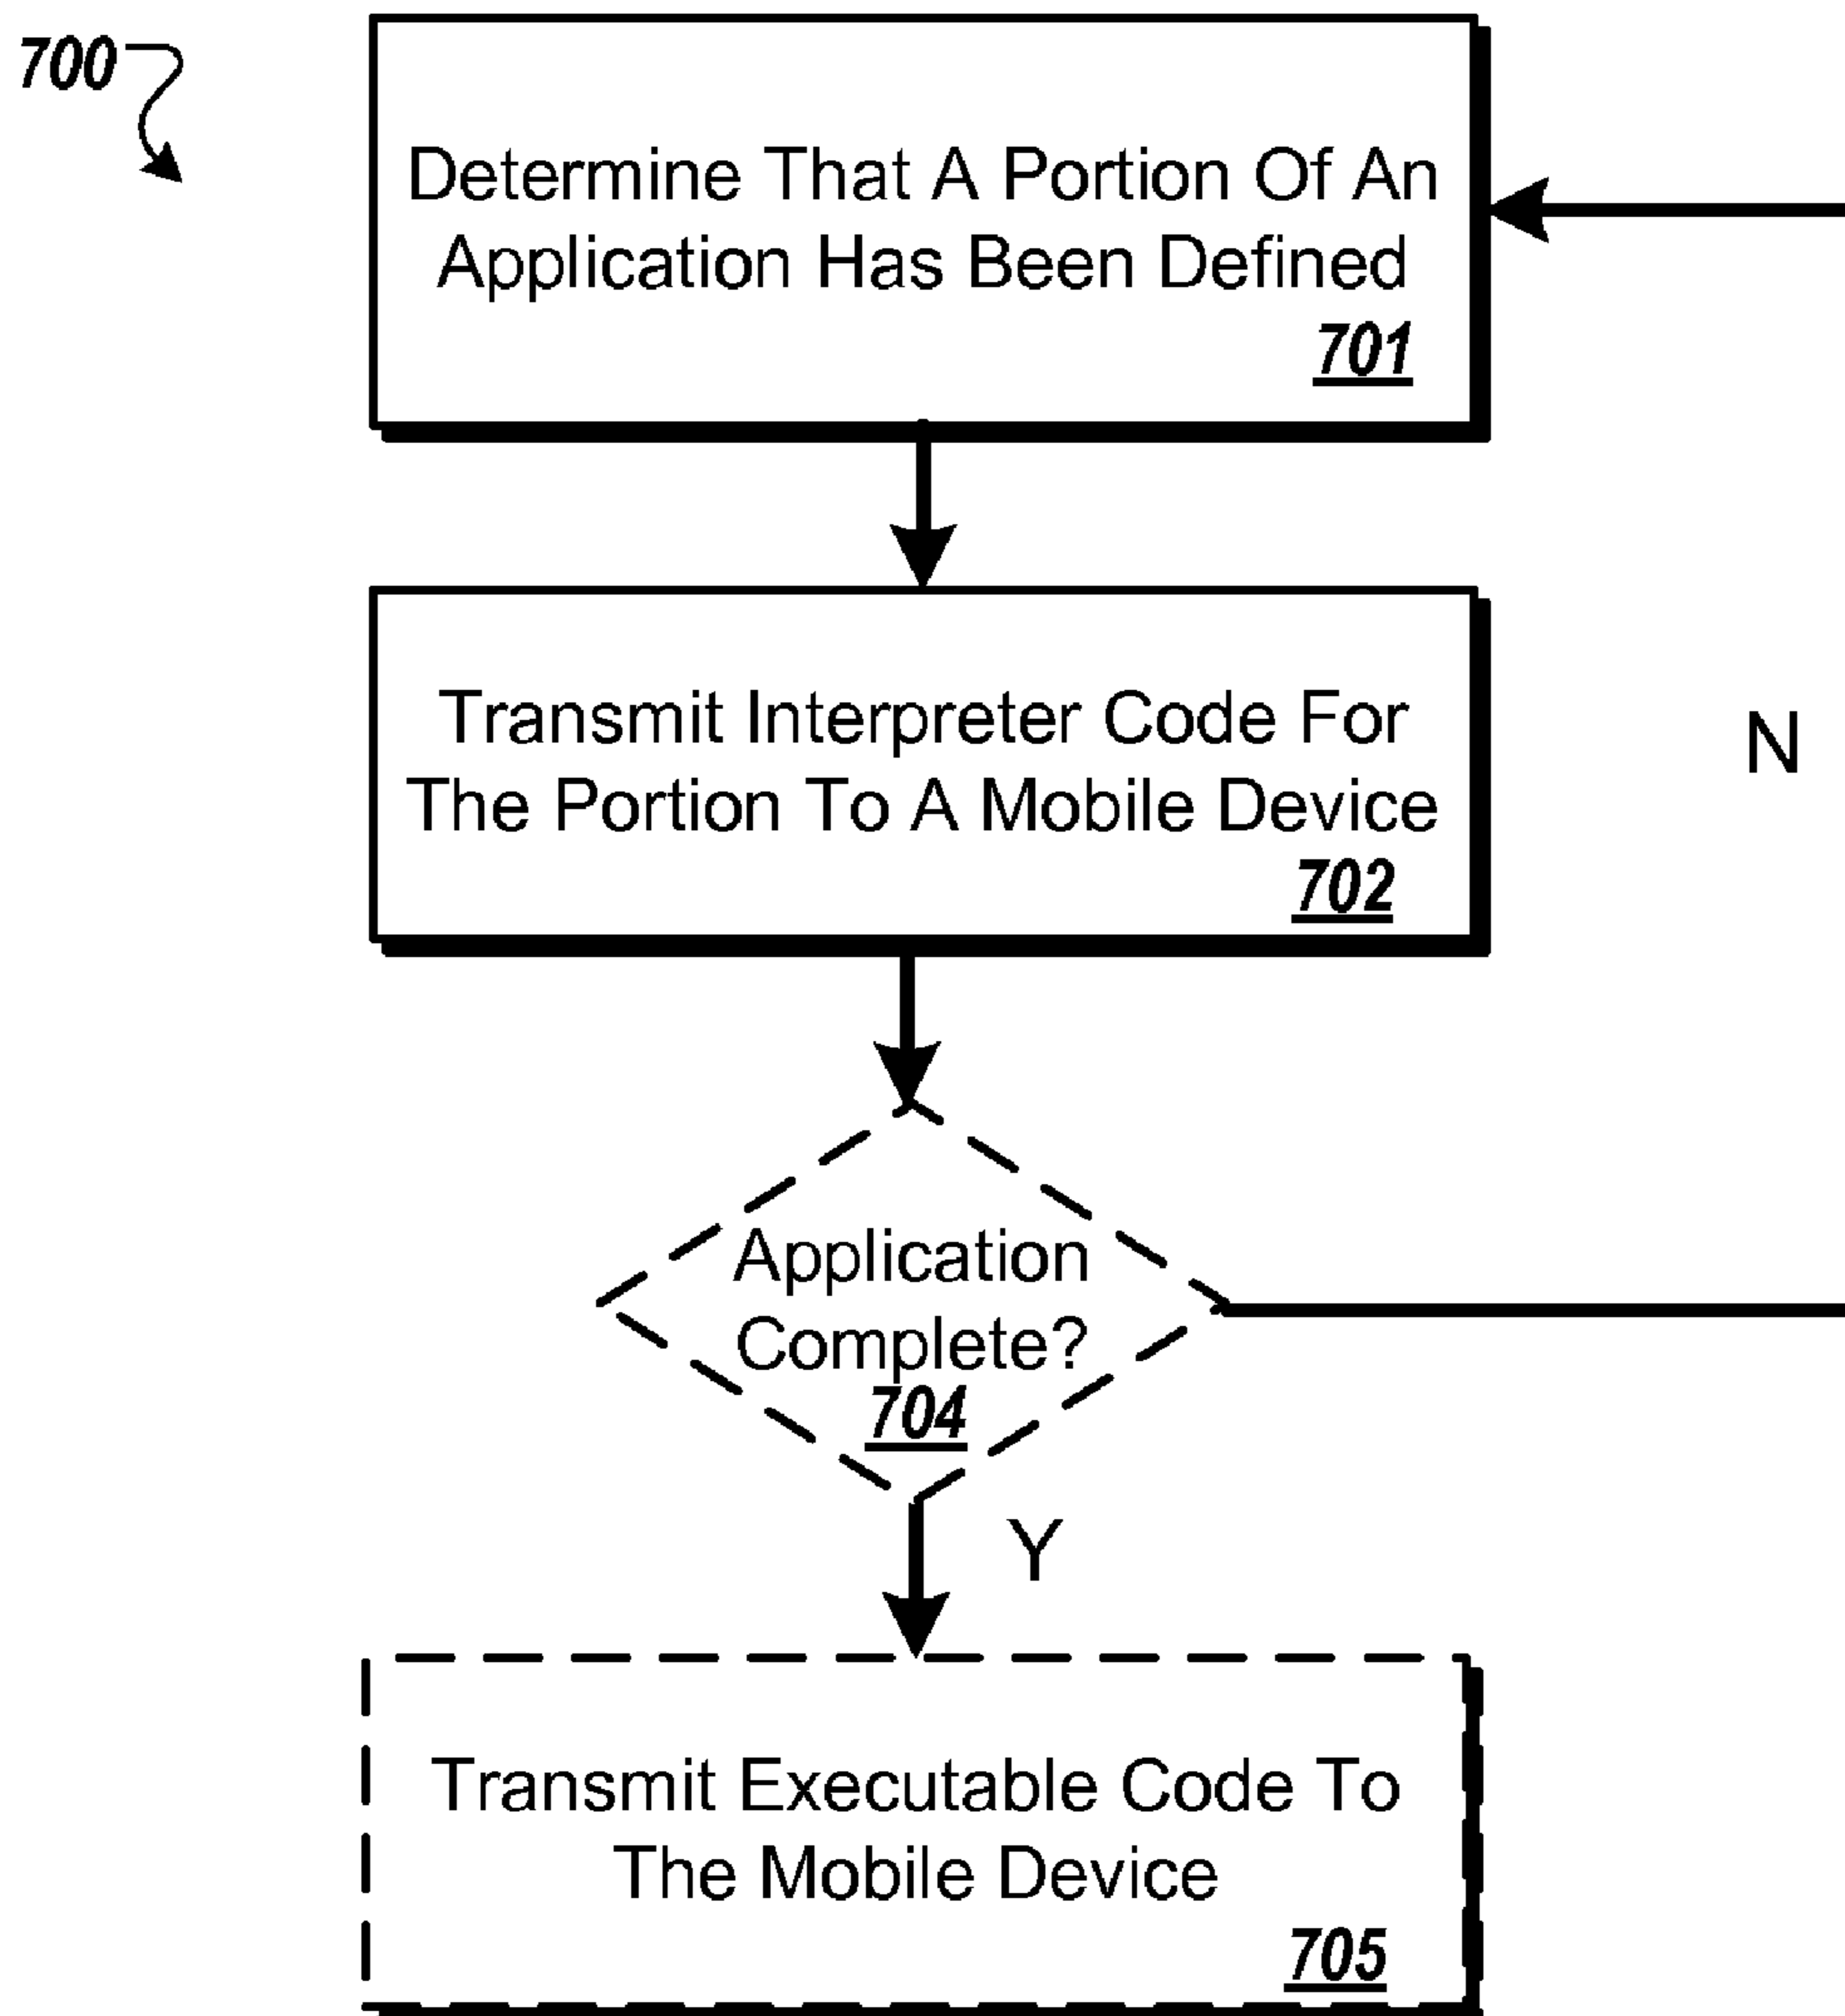 700
Determine That A Portion Of An
Application Has Been Defined
701
Transmit Interpreter Code For
The Portion To A Mobile Device
702
N
Application
Complete?
704
Y
Transmit Executable Code To
The Mobile Device
705